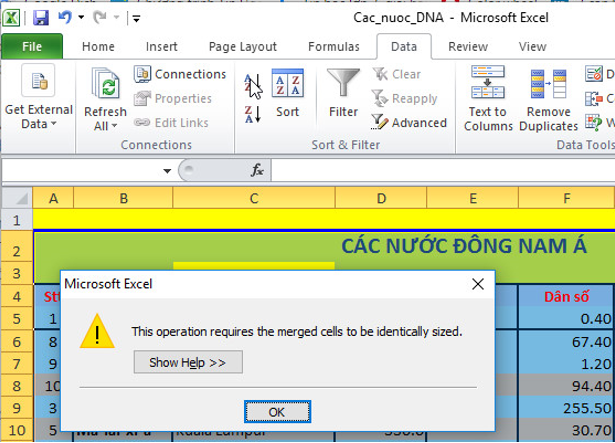 Cac_nuoc_DNA - Microsoft Excel
File Home Insert Page Layout Formulas Data Review View
Get External Data
Refresh All
Connections
Properties
Edit Links
Connections
A Z
Z A
Sort
Filter
Clear
Reapply
Advanced
Sort & Filter
Text to Columns
Remove Duplicates
Data Tools
fx
A B C D E F
1
2 CÁC NƯỚC ĐÔNG NAM Á
3
Microsoft Excel
This operation requires the merged cells to be identically sized.
Show Help >>
OK
4 Dân số
5 1 0.40
6 8 67.40
7 9 1.20
8 10 94.40
9 3 255.50
10 5 Kuala Lumpur 30.70